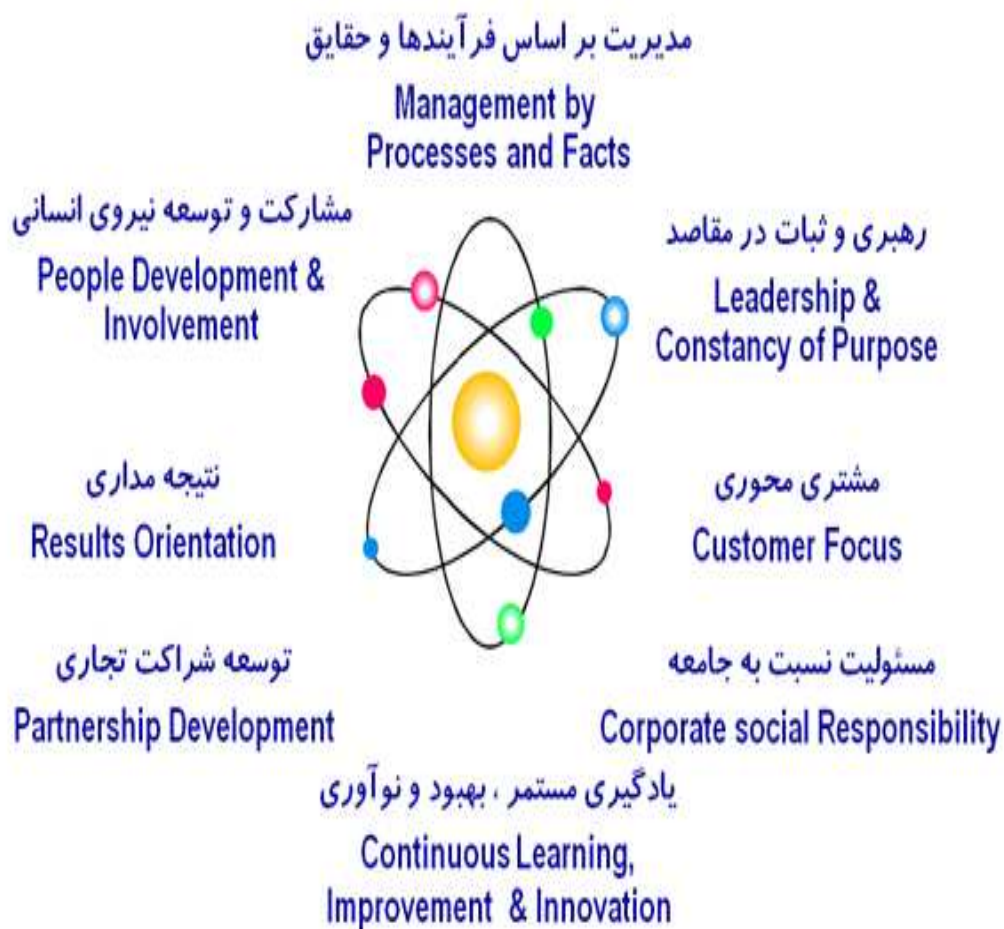 مدیریت بر اساس فرآیندها و حقایق
Management by
Processes and Facts
مشارکت و توسعه نیروی انسانی
People Development &
Involvement
رهبری و ثبات در مقاصد
Leadership &
Constancy of Purpose
نتیجه مداری
Results Orientation
مشتری محوری
Customer Focus
توسعه شراکت تجاری
Partnership Development
مسئولیت نسبت به جامعه
Corporate social Responsibility
یادگیری مستمر ، بهبود و نوآوری
Continuous Learning,
Improvement & Innovation